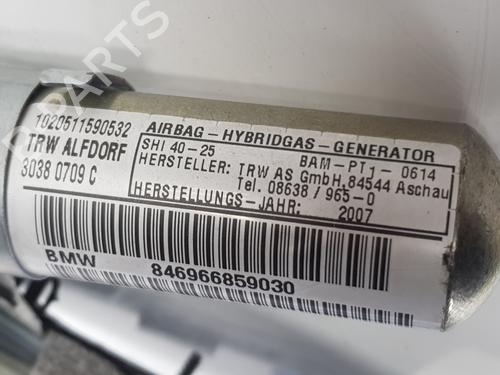 B PARTS
1020511590532
TRW ALFDORF
3038 0709 C
AIRBAG - HYBRIDGAS - GENERATOR
SHI 40-25 BAM-PT1-0614
HERSTELLER: TRW AS GmbH,84544 Aschau
Tel. 08638/965-0
HERSTELLUNGS-JAHR: 2007
BMW 846966859030